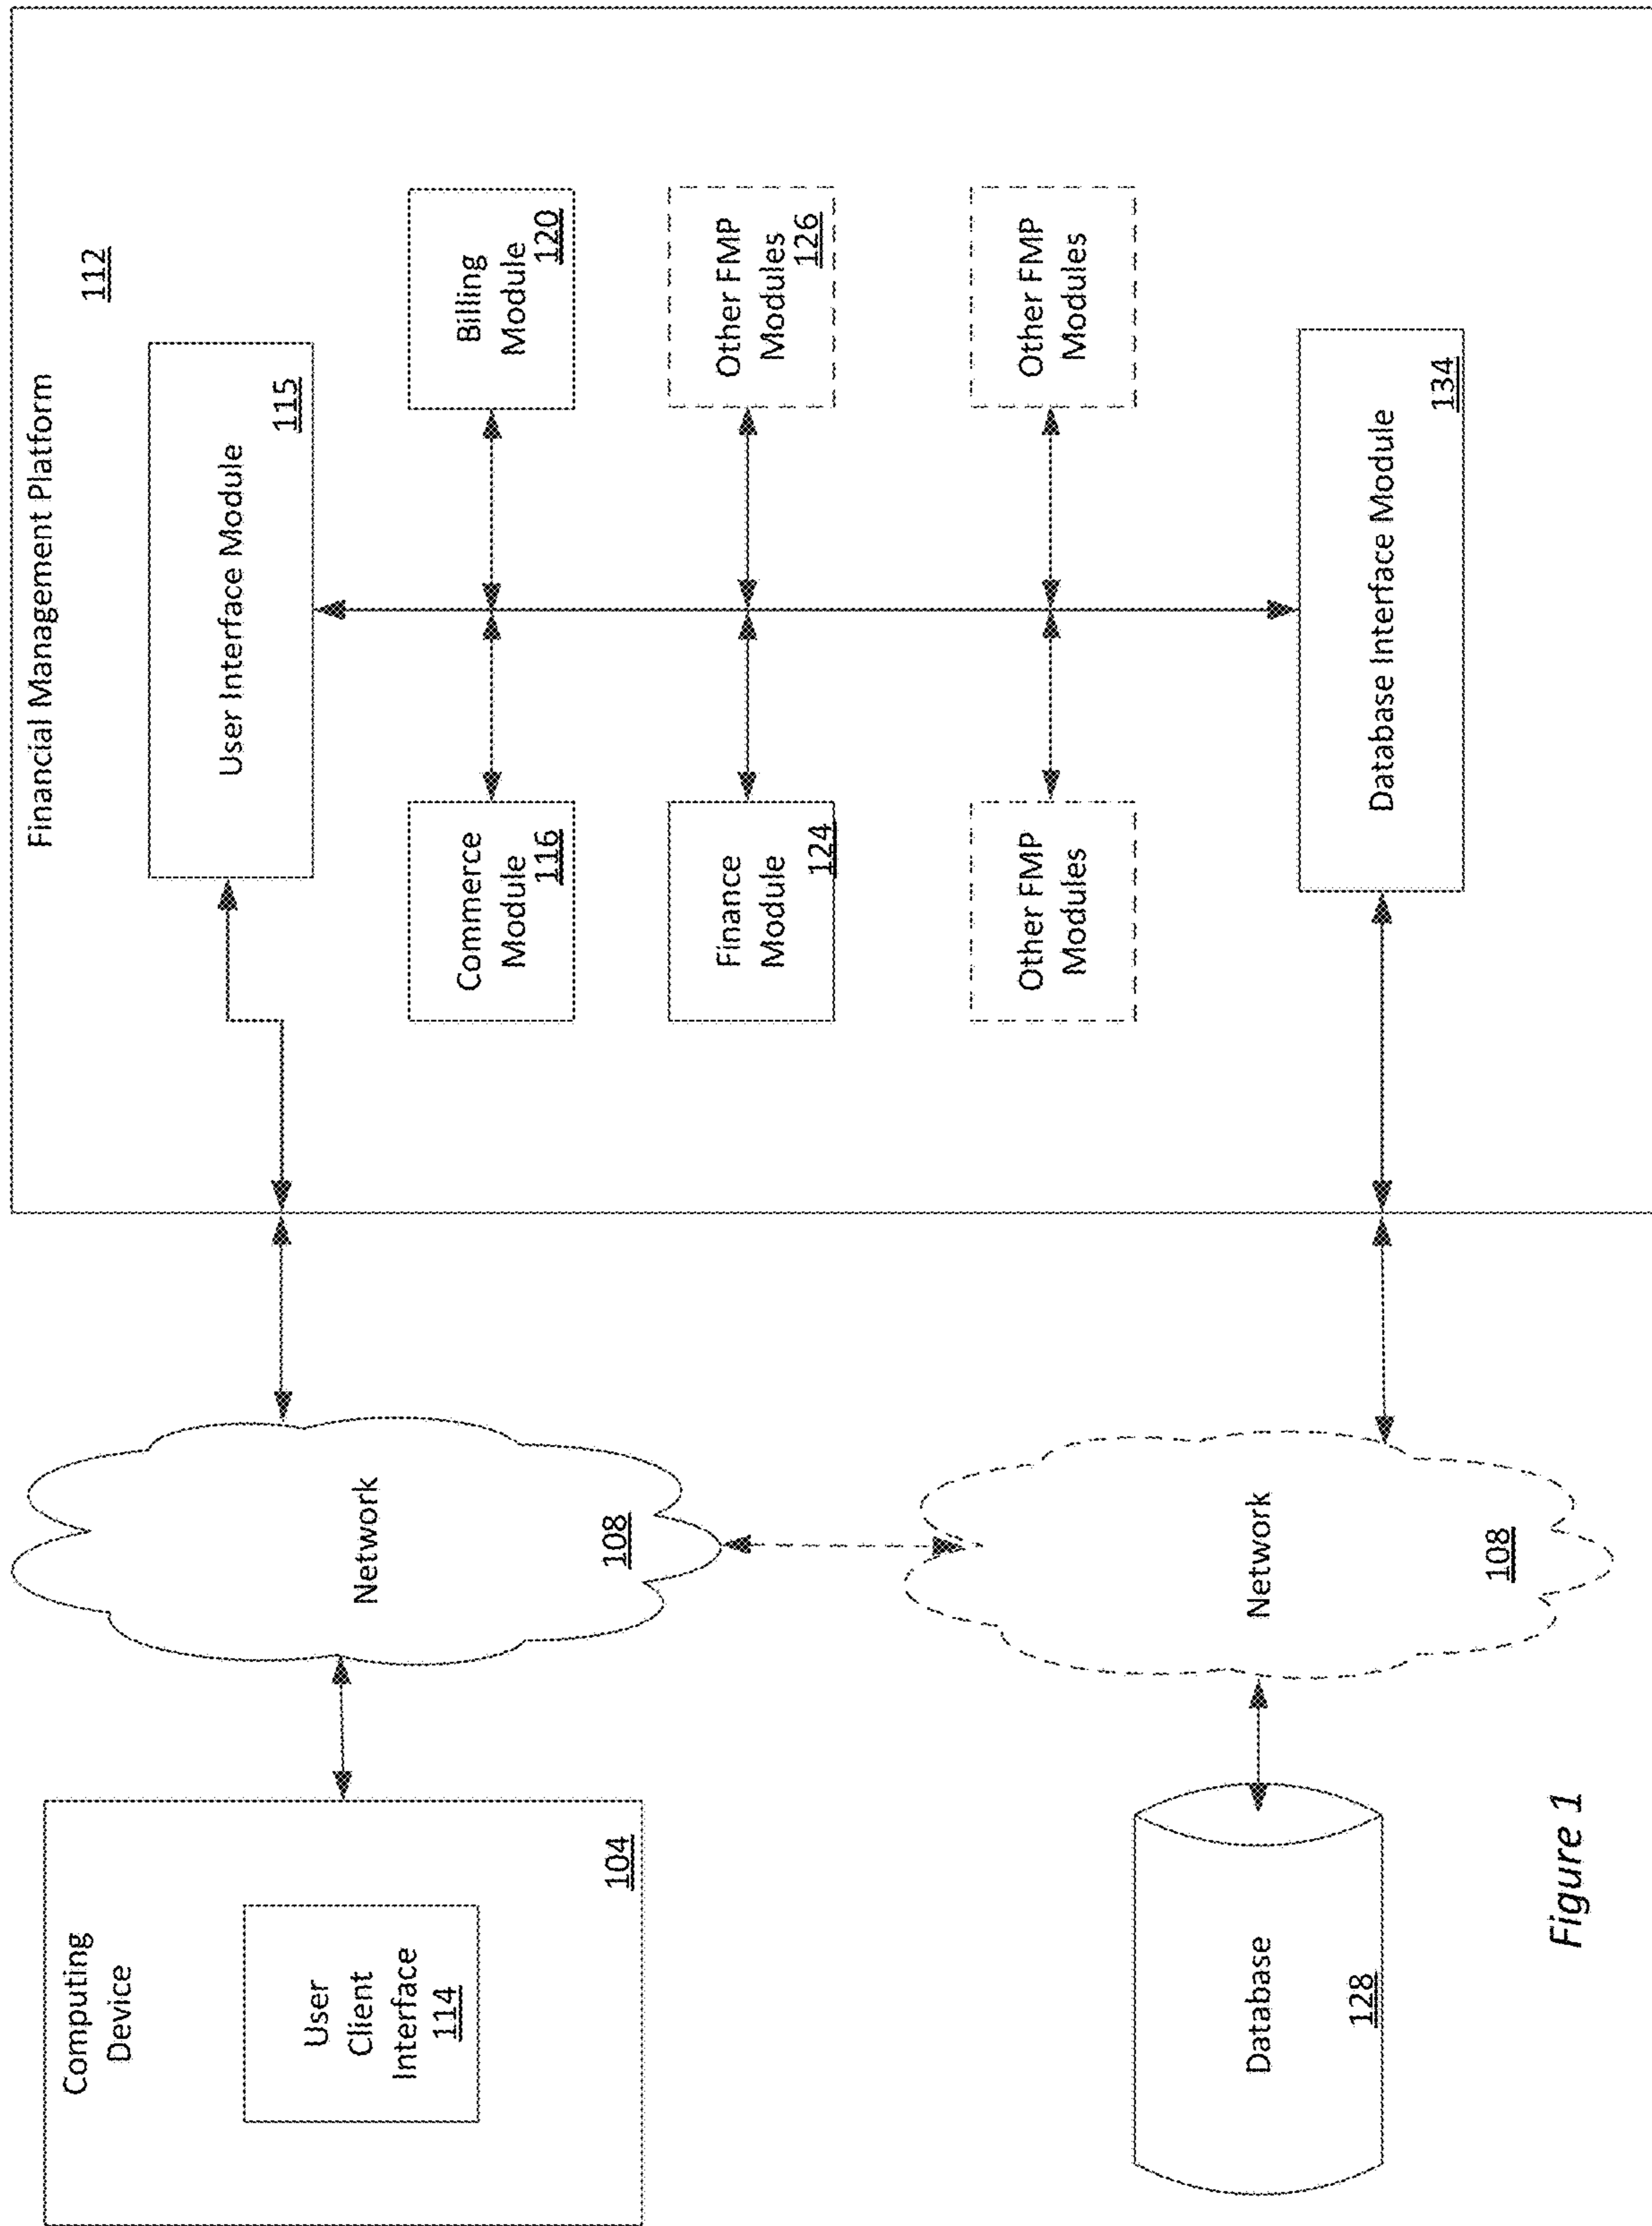 Computing
Device
User
Client
Interface
114
104
Network
108
Financial Management Platform
112
User Interface Module
115
Commerce
Module
116
Billing
Module
120
Finance
Module
124
Other FMP
Modules
126
Other FMP
Modules
Other FMP
Modules
Database Interface Module
134
Database
128
Network
108
Figure 1